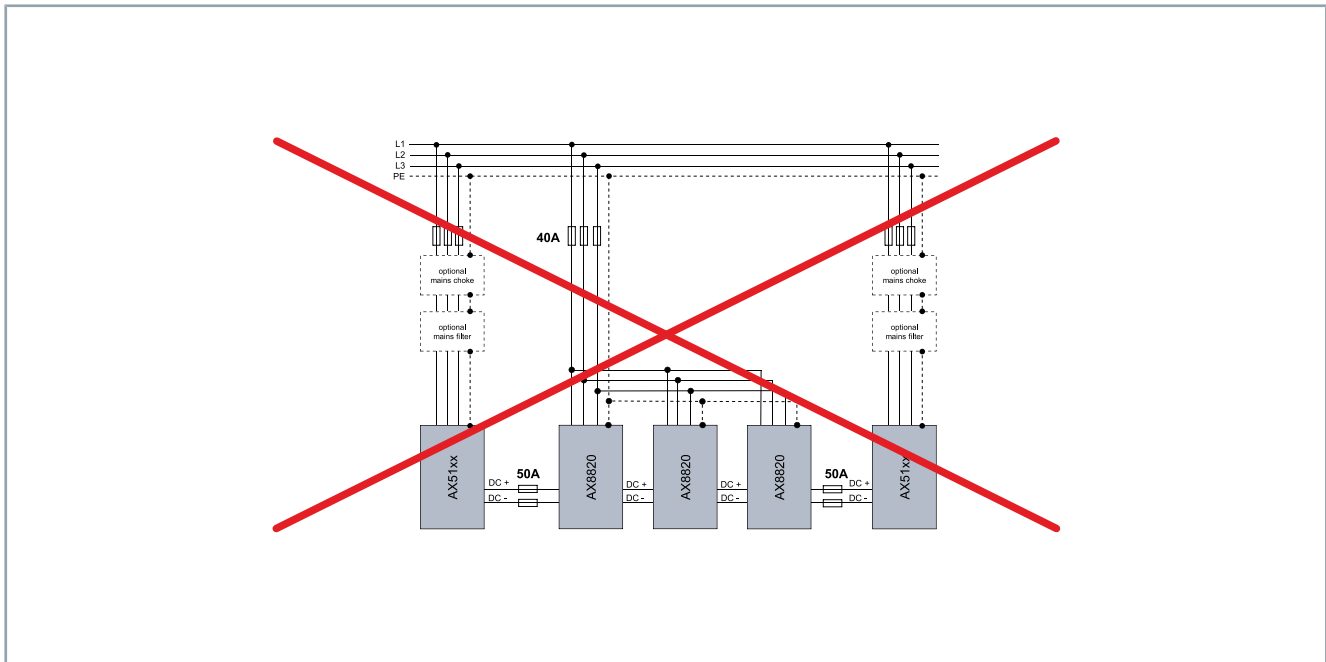 L1
L2
L3
PE
40A
optional
mains choke
optional
mains choke
optional
mains filter
optional
mains filter
AX51xx
50A
DC +
DC -
AX8820
DC +
DC -
AX8820
DC +
DC -
AX8820
50A
DC +
DC -
AX51xx